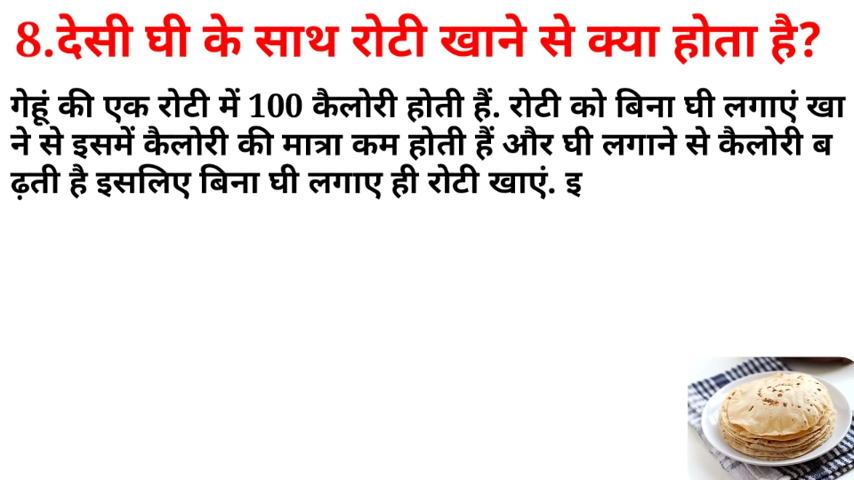 8.देसी घी के साथ रोटी खाने से क्या होता है?
गेहूं की एक रोटी में 100 कैलोरी होती हैं. रोटी को बिना घी लगाएं खा
ने से इसमें कैलोरी की मात्रा कम होती हैं और घी लगाने से कैलोरी ब
ढ़ती है इसलिए बिना घी लगाए ही रोटी खाएं. इ